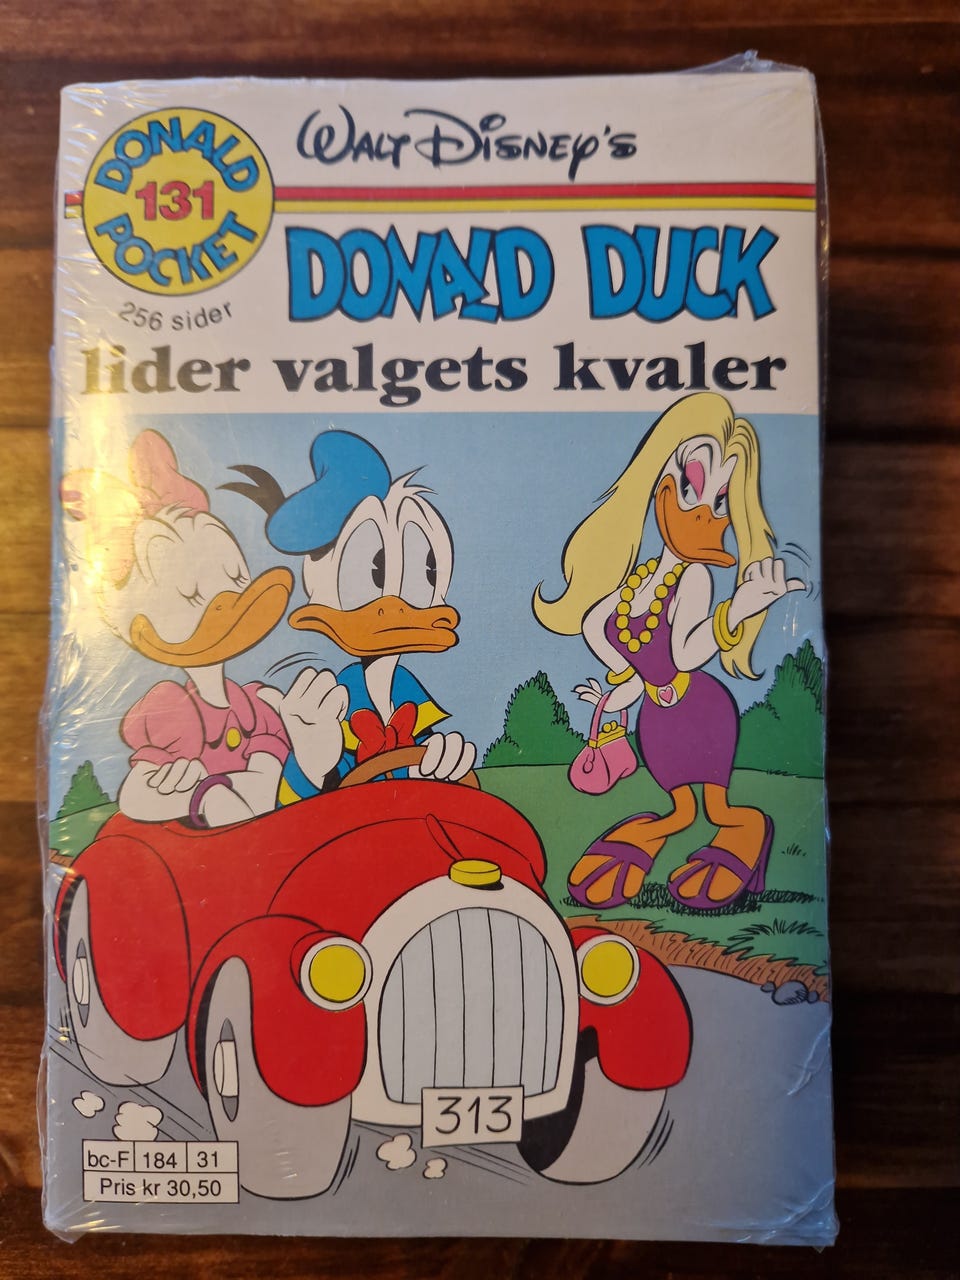 Walt Disney's
DONALD
131
POCKET
256 sider
DONALD DUCK
lider valgets kvaler
313
bc-F 184 31
Pris kr 30,50